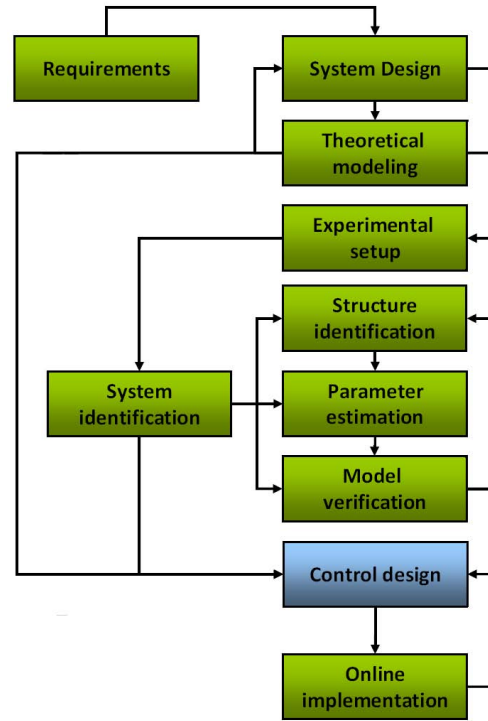 Requirements
System Design
Theoretical
modeling
Experimental
setup
Structure
identification
System
identification
Parameter
estimation
Model
verification
Control design
Online
implementation